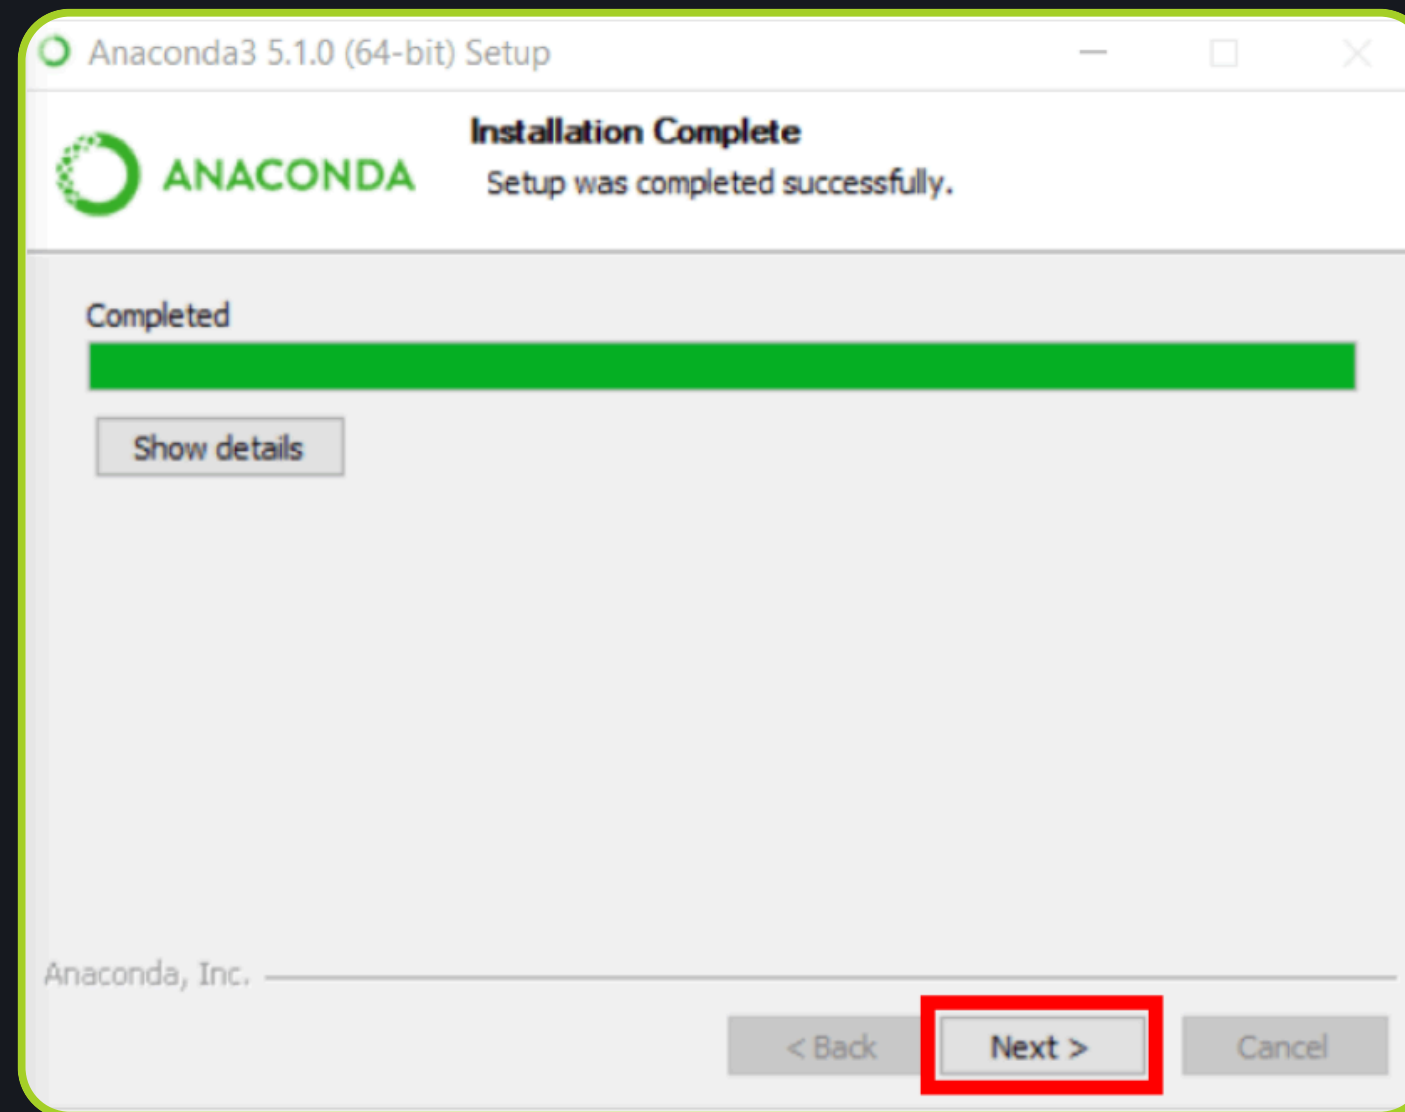 Anaconda3 5.1.0 (64-bit) Setup
ANACONDA
Installation Complete
Setup was completed successfully.
Completed
Show details
Anaconda, Inc.
< Back
Next >
Cancel